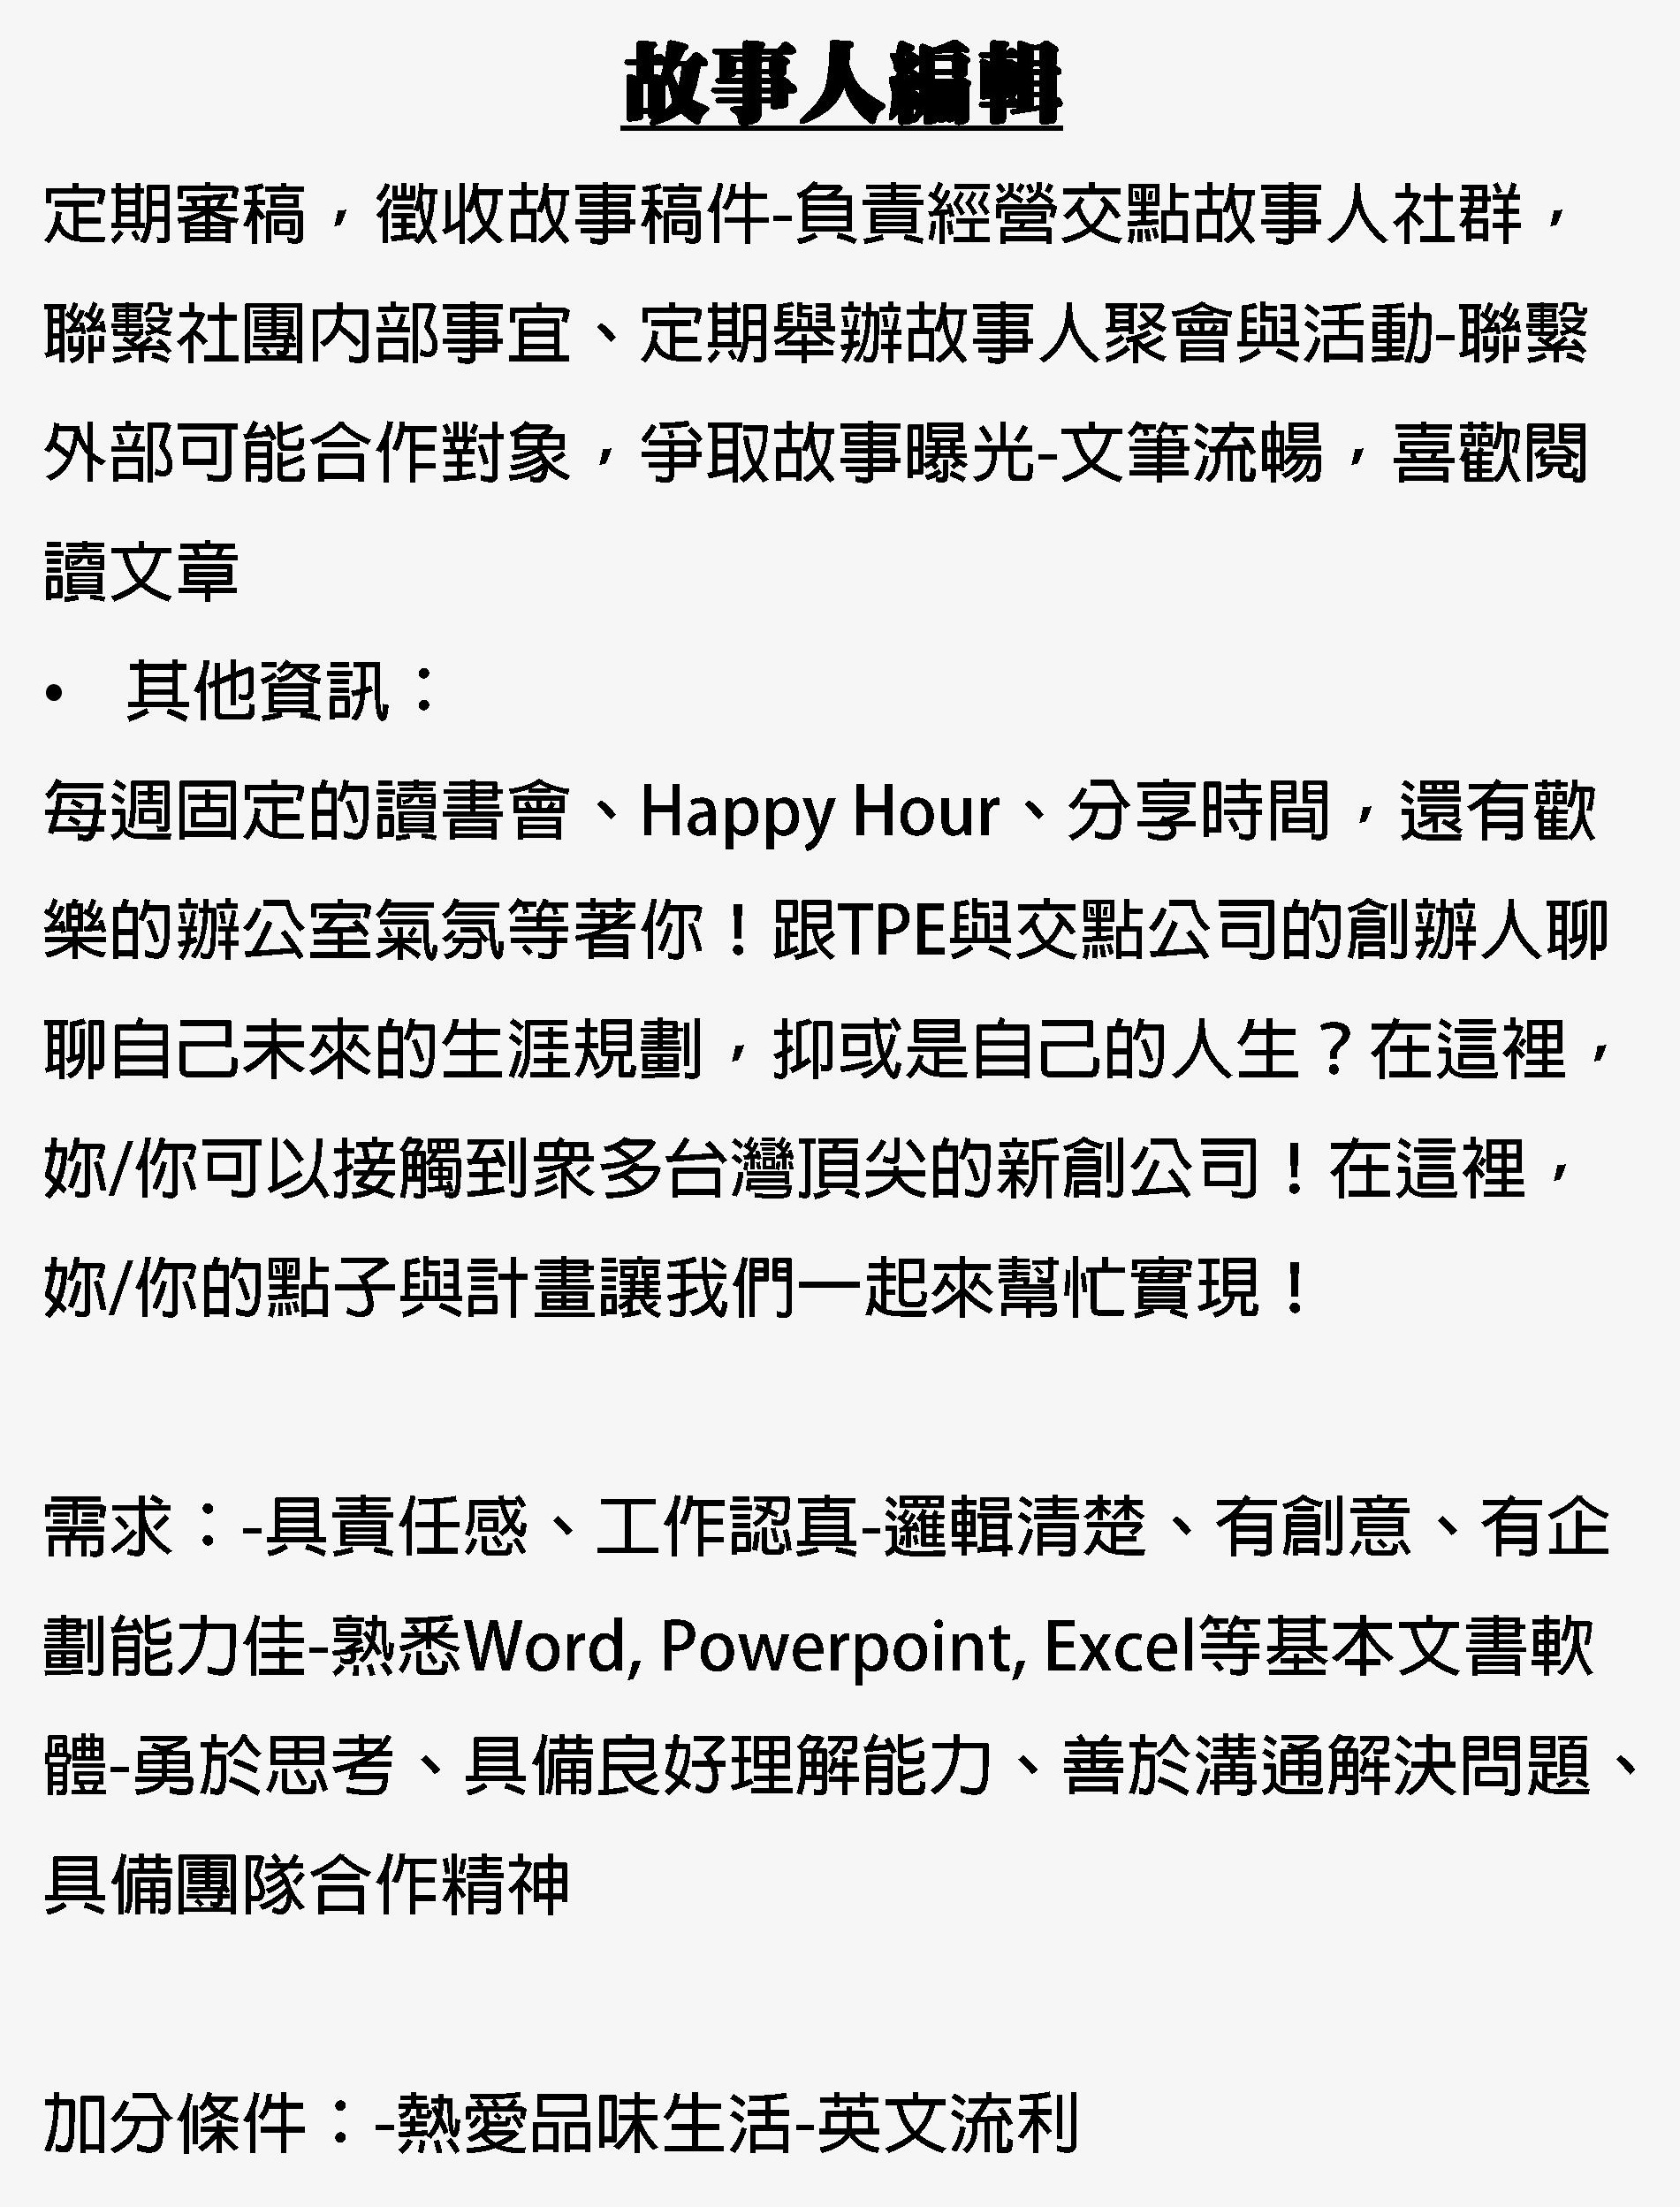 故事人編輯
定期審稿，徵收故事稿件-負責經營交點故事人社群，
聯繫社團內部事宜、定期舉辦故事人聚會與活動-聯繫
外部可能合作對象，爭取故事曝光-文筆流暢，喜歡閱
讀文章
• 其他資訊：
每週固定的讀書會、Happy Hour、分享時間，還有歡
樂的辦公室氣氛等著你！跟TPE與交點公司的創辦人聊
聊自己未來的生涯規劃，抑或是自己的人生？在這裡，
妳/你可以接觸到眾多台灣頂尖的新創公司！在這裡，
妳/你的點子與計畫讓我們一起來幫忙實現！
需求：-具責任感、工作認真-邏輯清楚、有創意、有企
劃能力佳-熟悉Word, Powerpoint, Excel等基本文書軟
體-勇於思考、具備良好理解能力、善於溝通解決問題、
具備團隊合作精神
加分條件：-熱愛品味生活-英文流利